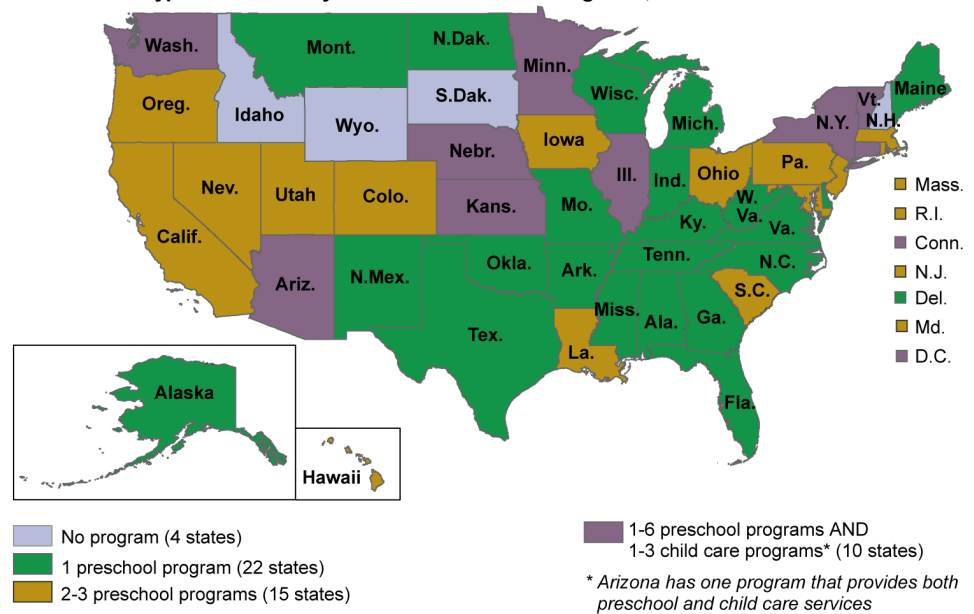 Wash.
Mont.
N.Dak.
Minn.
Wisc.
Mich.
Vt.
Maine
N.H.
N.Y.
Oreg.
Idaho
S.Dak.
Wyo.
Iowa
Nebr.
Ill.
Ind.
Ohio
Pa.
Nev.
Utah
Colo.
Kans.
Mo.
Ky.
W.
Va.
Va.
Calif.
Ariz.
N.Mex.
Okla.
Ark.
Tenn.
N.C.
S.C.
Tex.
La.
Miss.
Ala.
Ga.
Fla.
Mass.
R.I.
Conn.
N.J.
Del.
Md.
D.C.
Alaska
Hawaii
No program (4 states)
1 preschool program (22 states)
2-3 preschool programs (15 states)
1-6 preschool programs AND
1-3 child care programs* (10 states)
* Arizona has one program that provides both
preschool and child care services